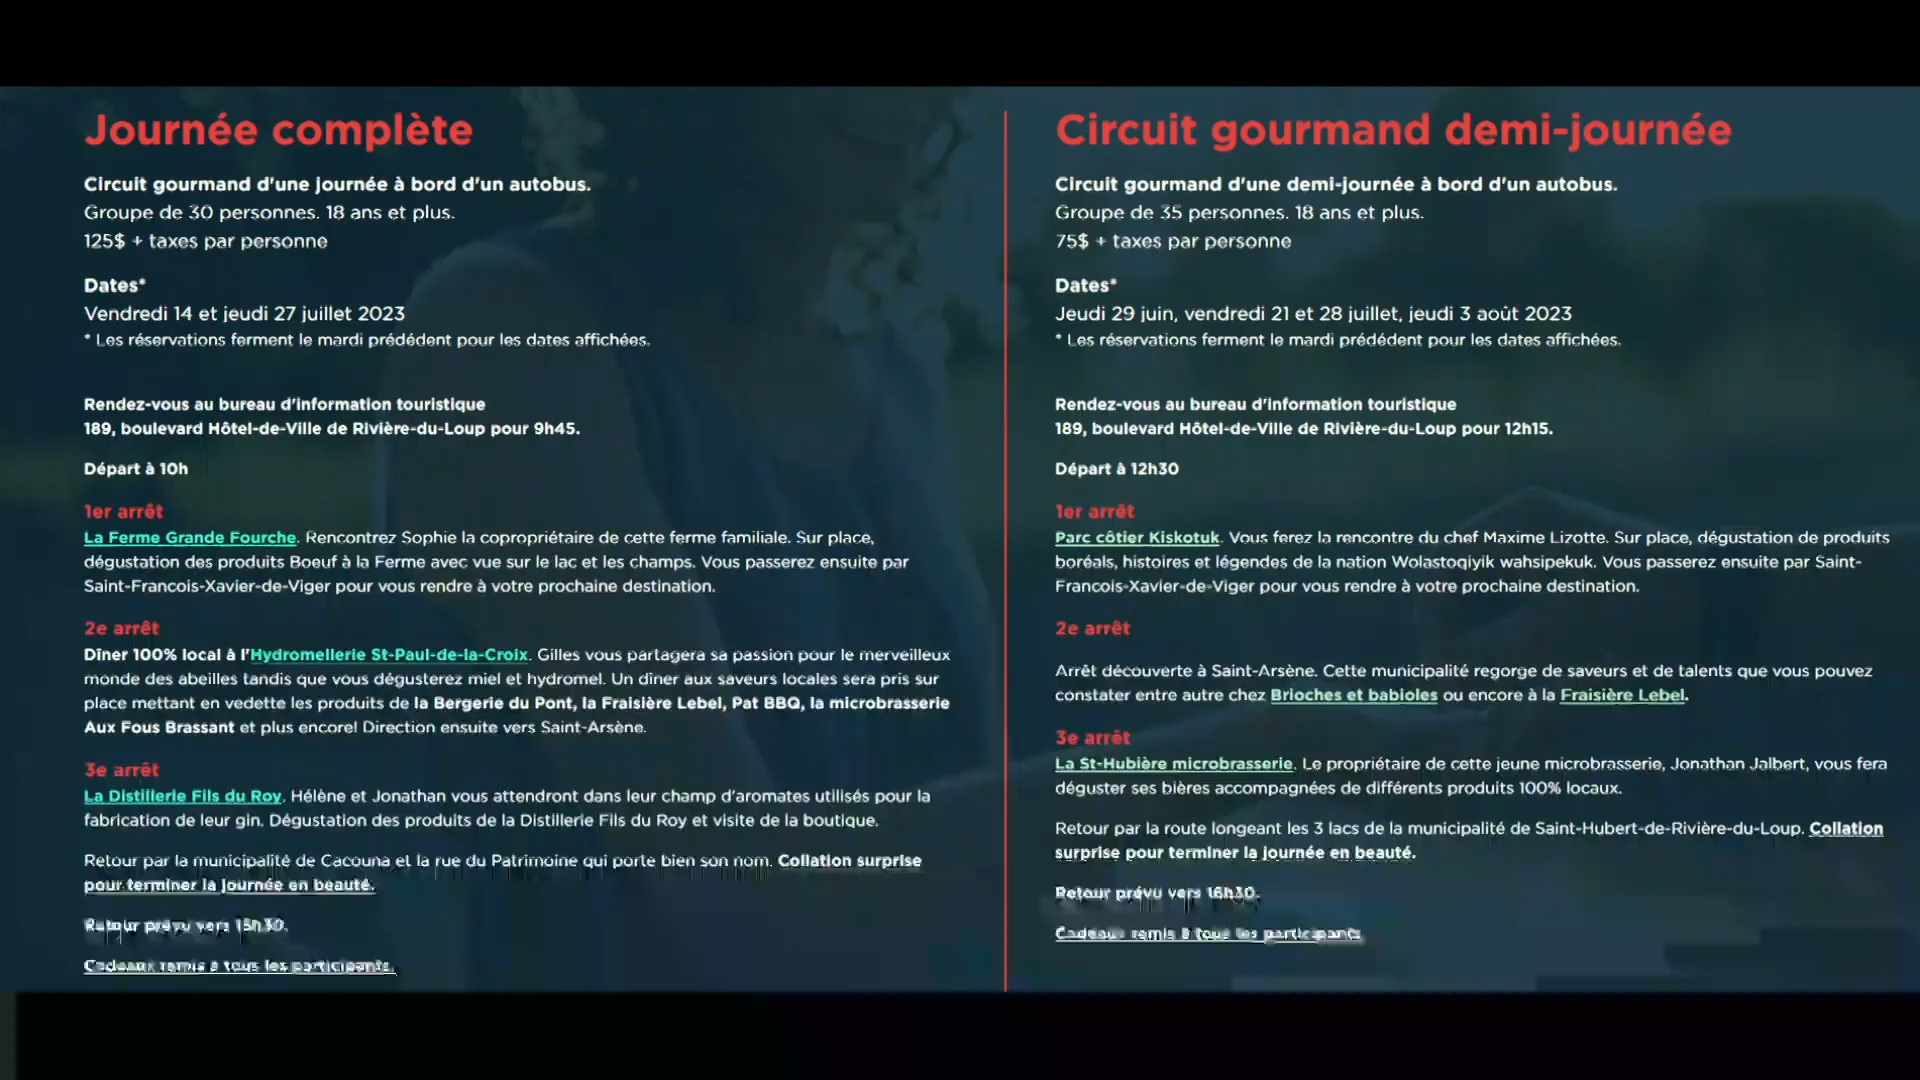 Journée complète
Circuit gourmand d'une journée à bord d'un autobus.
Groupe de 30 personnes. 18 ans et plus.
125$ + taxes par personne
Dates*
Vendredi 14 et jeudi 27 juillet 2023
* Les réservations ferment le mardi prédédent pour les dates affichées.
Rendez-vous au bureau d'information touristique
189, boulevard Hôtel-de-Ville de Rivière-du-Loup pour 9h45.
Départ à 10h
1er arrêt
La Ferme Grande Fourche. Rencontrez Sophie la copropriétaire de cette ferme familiale. Sur place,
dégustation des produits Boeuf à la Ferme avec vue sur le lac et les champs. Vous passerez ensuite par
Saint-Francois-Xavier-de-Viger pour vous rendre à votre prochaine destination.
2e arrêt
Dîner 100% local à l'Hydromellerie St-Paul-de-la-Croix. Gilles vous partagera sa passion pour le merveilleux
monde des abeilles tandis que vous dégusterez miel et hydromel. Un dîner aux saveurs locales sera pris sur
place mettant en vedette les produits de la Bergerie du Pont, la Fraisière Lebel, Pat BBQ, la microbrasserie
Aux Fous Brassant et plus encore! Direction ensuite vers Saint-Arsène.
3e arrêt
La Distillerie Fils du Roy. Hélène et Jonathan vous attendront dans leur champ d'aromates utilisés pour la
fabrication de leur gin. Dégustation des produits de la Distillerie Fils du Roy et visite de la boutique.
Retour par la municipalité de Cacouna et la rue du Patrimoine qui porte bien son nom. Collation surprise
pour terminer la journée en beauté.
Retour prévu vers 15h30.
Cadeaux remis à tous les participants.
Circuit gourmand demi-journée
Circuit gourmand d'une demi-journée à bord d'un autobus.
Groupe de 35 personnes. 18 ans et plus.
75$ + taxes par personne
Dates*
Jeudi 29 juin, vendredi 21 et 28 juillet, jeudi 3 août 2023
* Les réservations ferment le mardi prédédent pour les dates affichées.
Rendez-vous au bureau d'information touristique
189, boulevard Hôtel-de-Ville de Rivière-du-Loup pour 12h15.
Départ à 12h30
1er arrêt
Parc côtier Kiskotuk. Vous ferez la rencontre du chef Maxime Lizotte. Sur place, dégustation de produits
boréals, histoires et légendes de la nation Wolastoqiyik wahsipekuk. Vous passerez ensuite par Saint-
Francois-Xavier-de-Viger pour vous rendre à votre prochaine destination.
2e arrêt
Arrêt découverte à Saint-Arsène. Cette municipalité regorge de saveurs et de talents que vous pouvez
constater entre autre chez Brioches et babioles ou encore à la Fraisière Lebel.
3e arrêt
La St-Hubière microbrasserie. Le propriétaire de cette jeune microbrasserie, Jonathan Jalbert, vous fera
déguster ses bières accompagnées de différents produits 100% locaux.
Retour par la route longeant les 3 lacs de la municipalité de Saint-Hubert-de-Rivière-du-Loup. Collation
surprise pour terminer la journée en beauté.
Retour prévu vers 16h30.
Cadeaux remis à tous les participants.